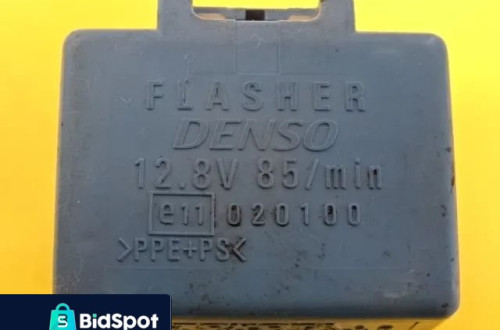 FLASHER
DENSO
12.8V 85/min
e11 020100
>PPE+PS<
S BidSpot